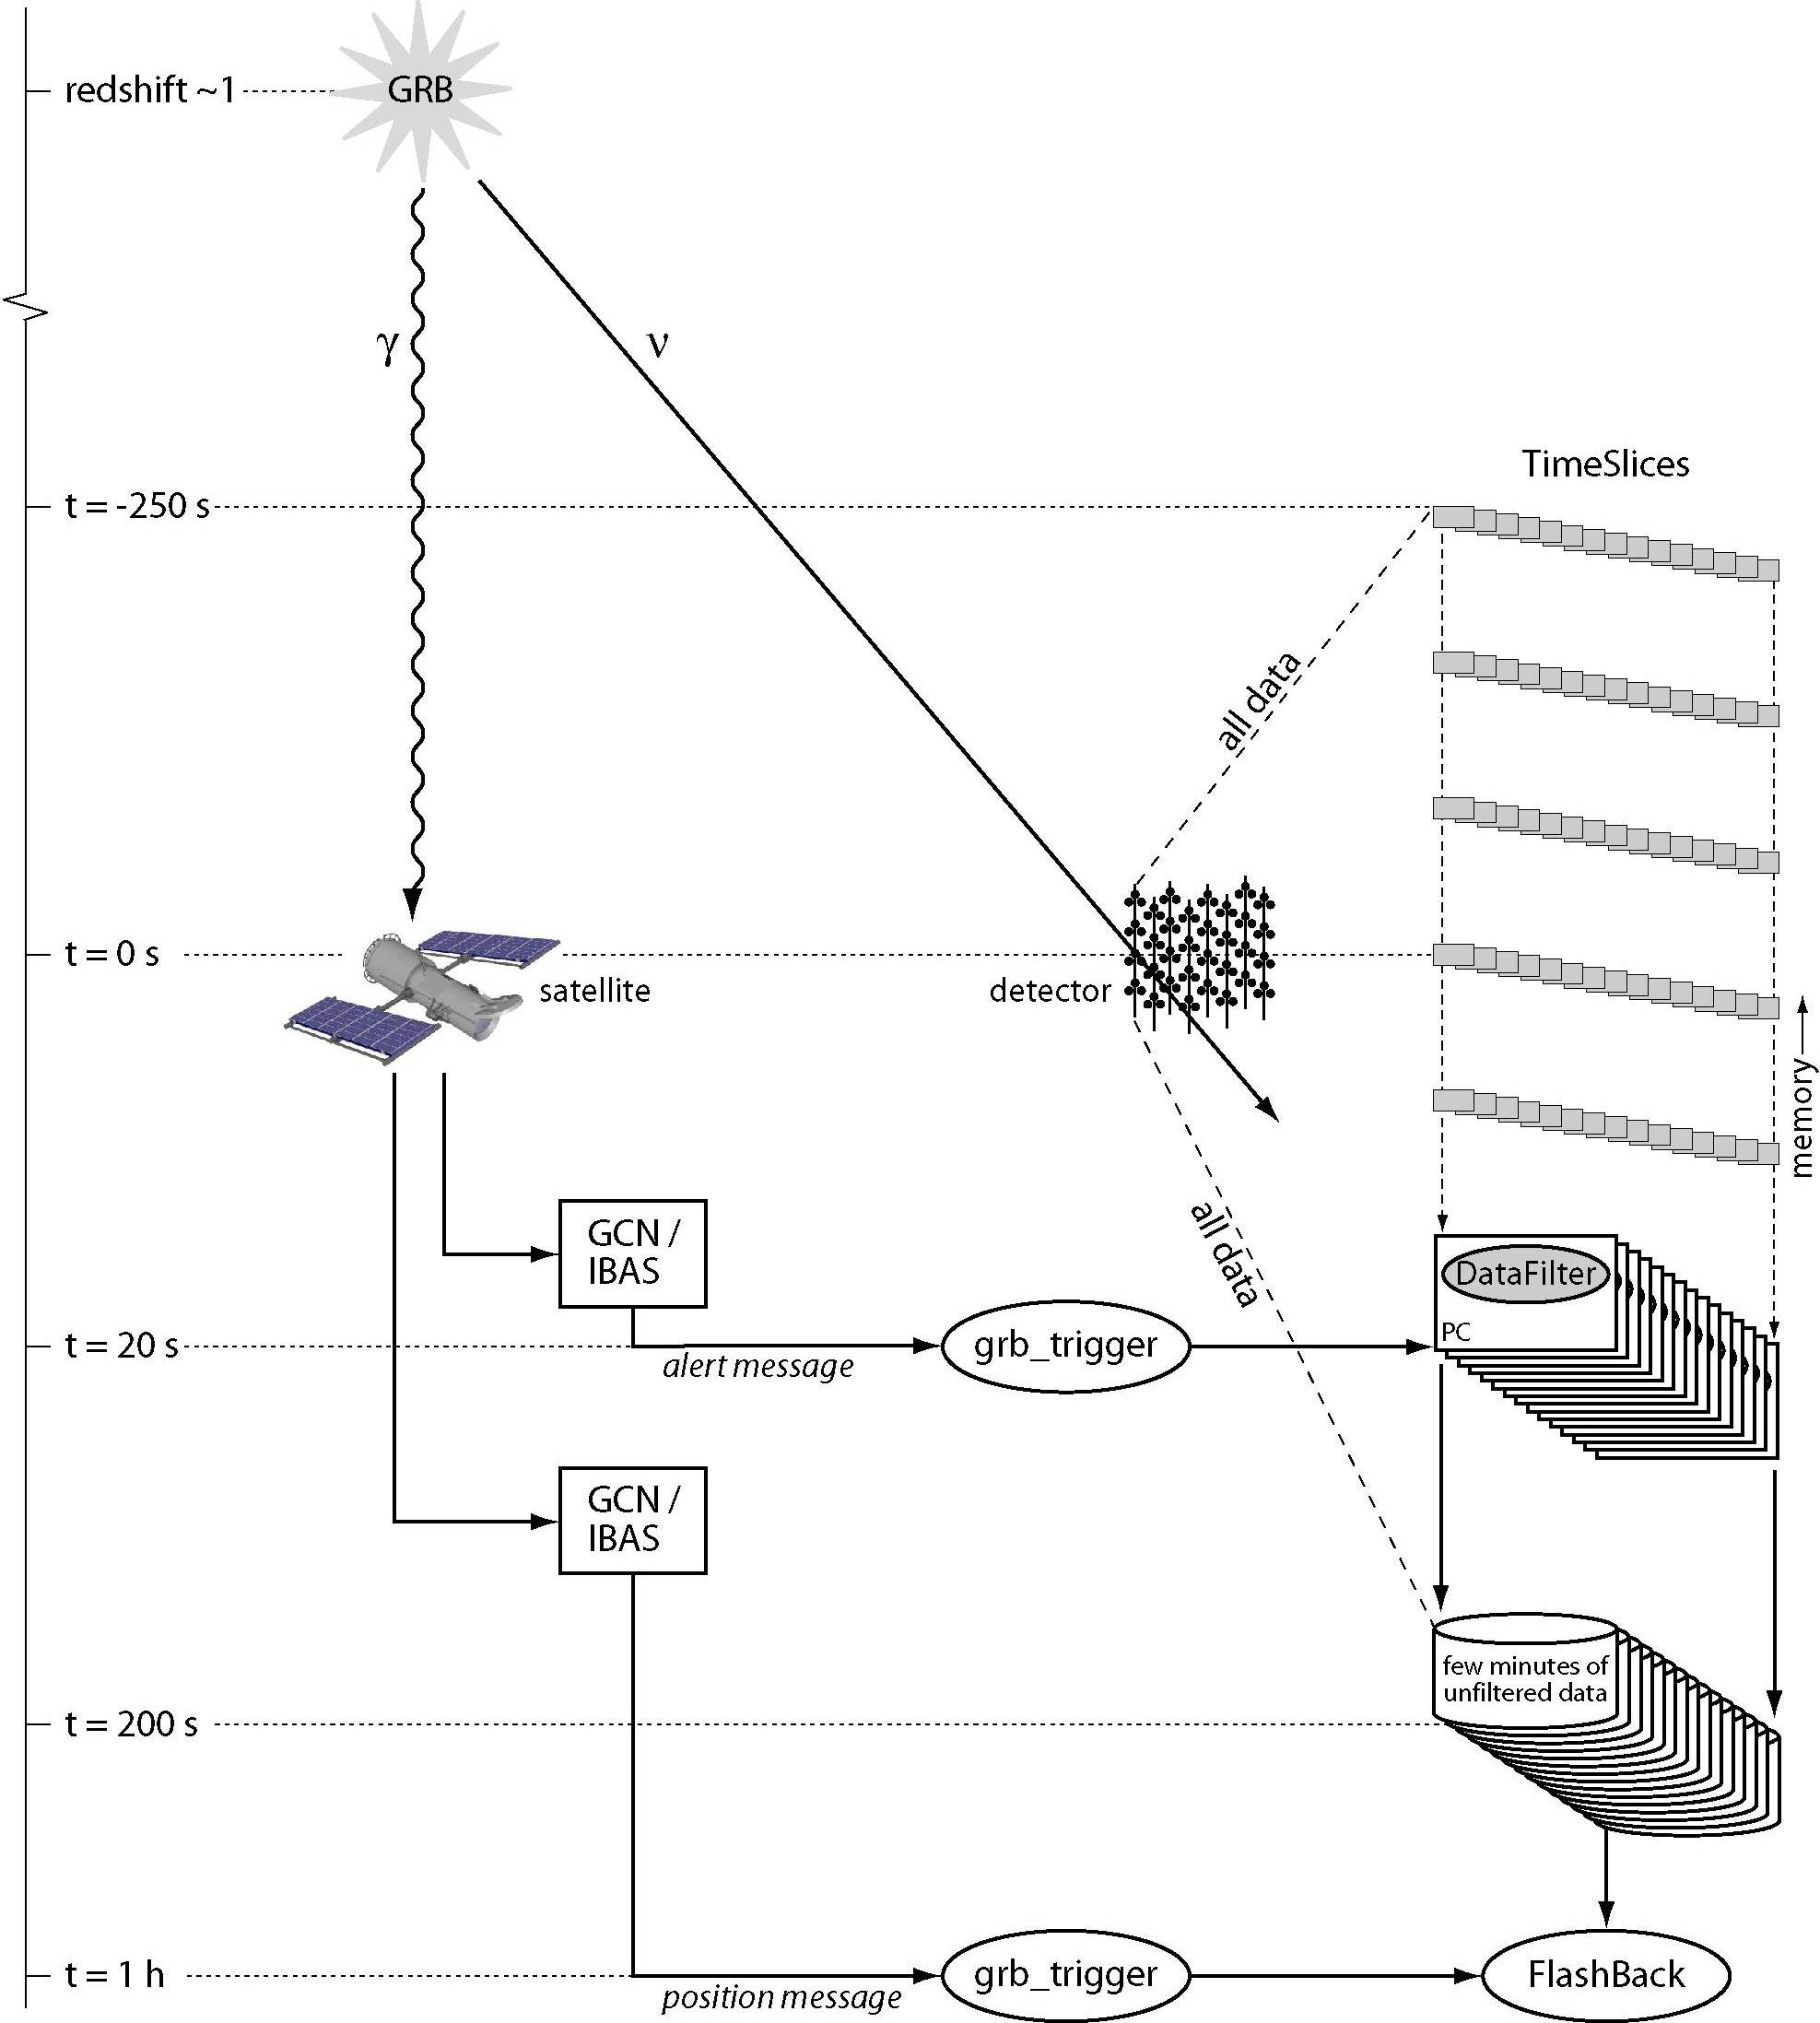 redshift ~1
GRB
γ
ν
TimeSlices
t = -250 s
all data
t = 0 s
satellite
detector
memory
all data
GCN /
IBAS
DataFilter
PC
t = 20 s
alert message
grb_trigger
GCN /
IBAS
few minutes of
unfiltered data
t = 200 s
t = 1 h
position message
grb_trigger
FlashBack